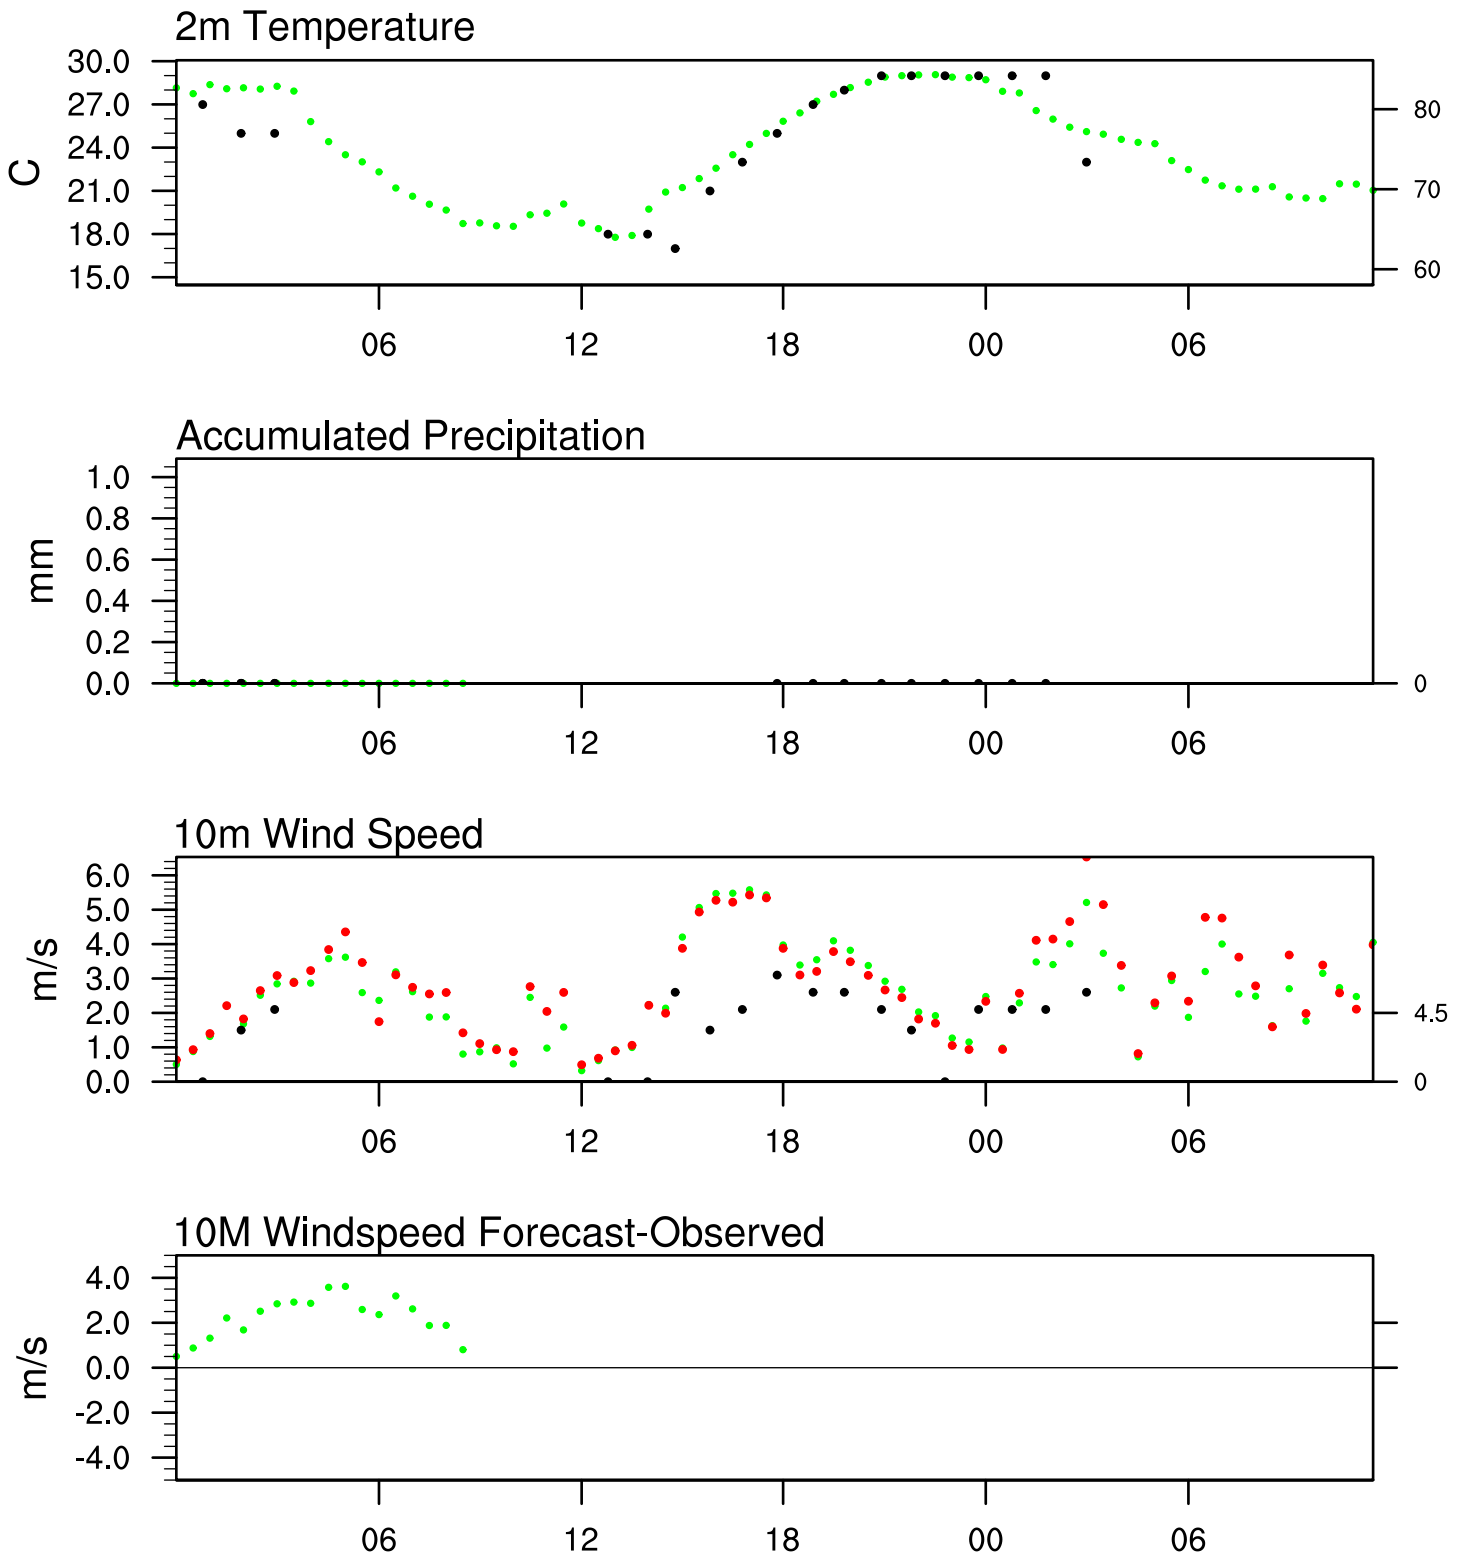 2m Temperature
30.0
27.0
24.0
21.0
18.0
15.0
C
80
70
60
06 12 18 00 06
Accumulated Precipitation
1.0
0.8
0.6
0.4
0.2
0.0
mm
0
06 12 18 00 06
10m Wind Speed
6.0
5.0
4.0
3.0
2.0
1.0
0.0
m/s
4.5
0
06 12 18 00 06
10M Windspeed Forecast-Observed
4.0
2.0
0.0
-2.0
-4.0
m/s
06 12 18 00 06